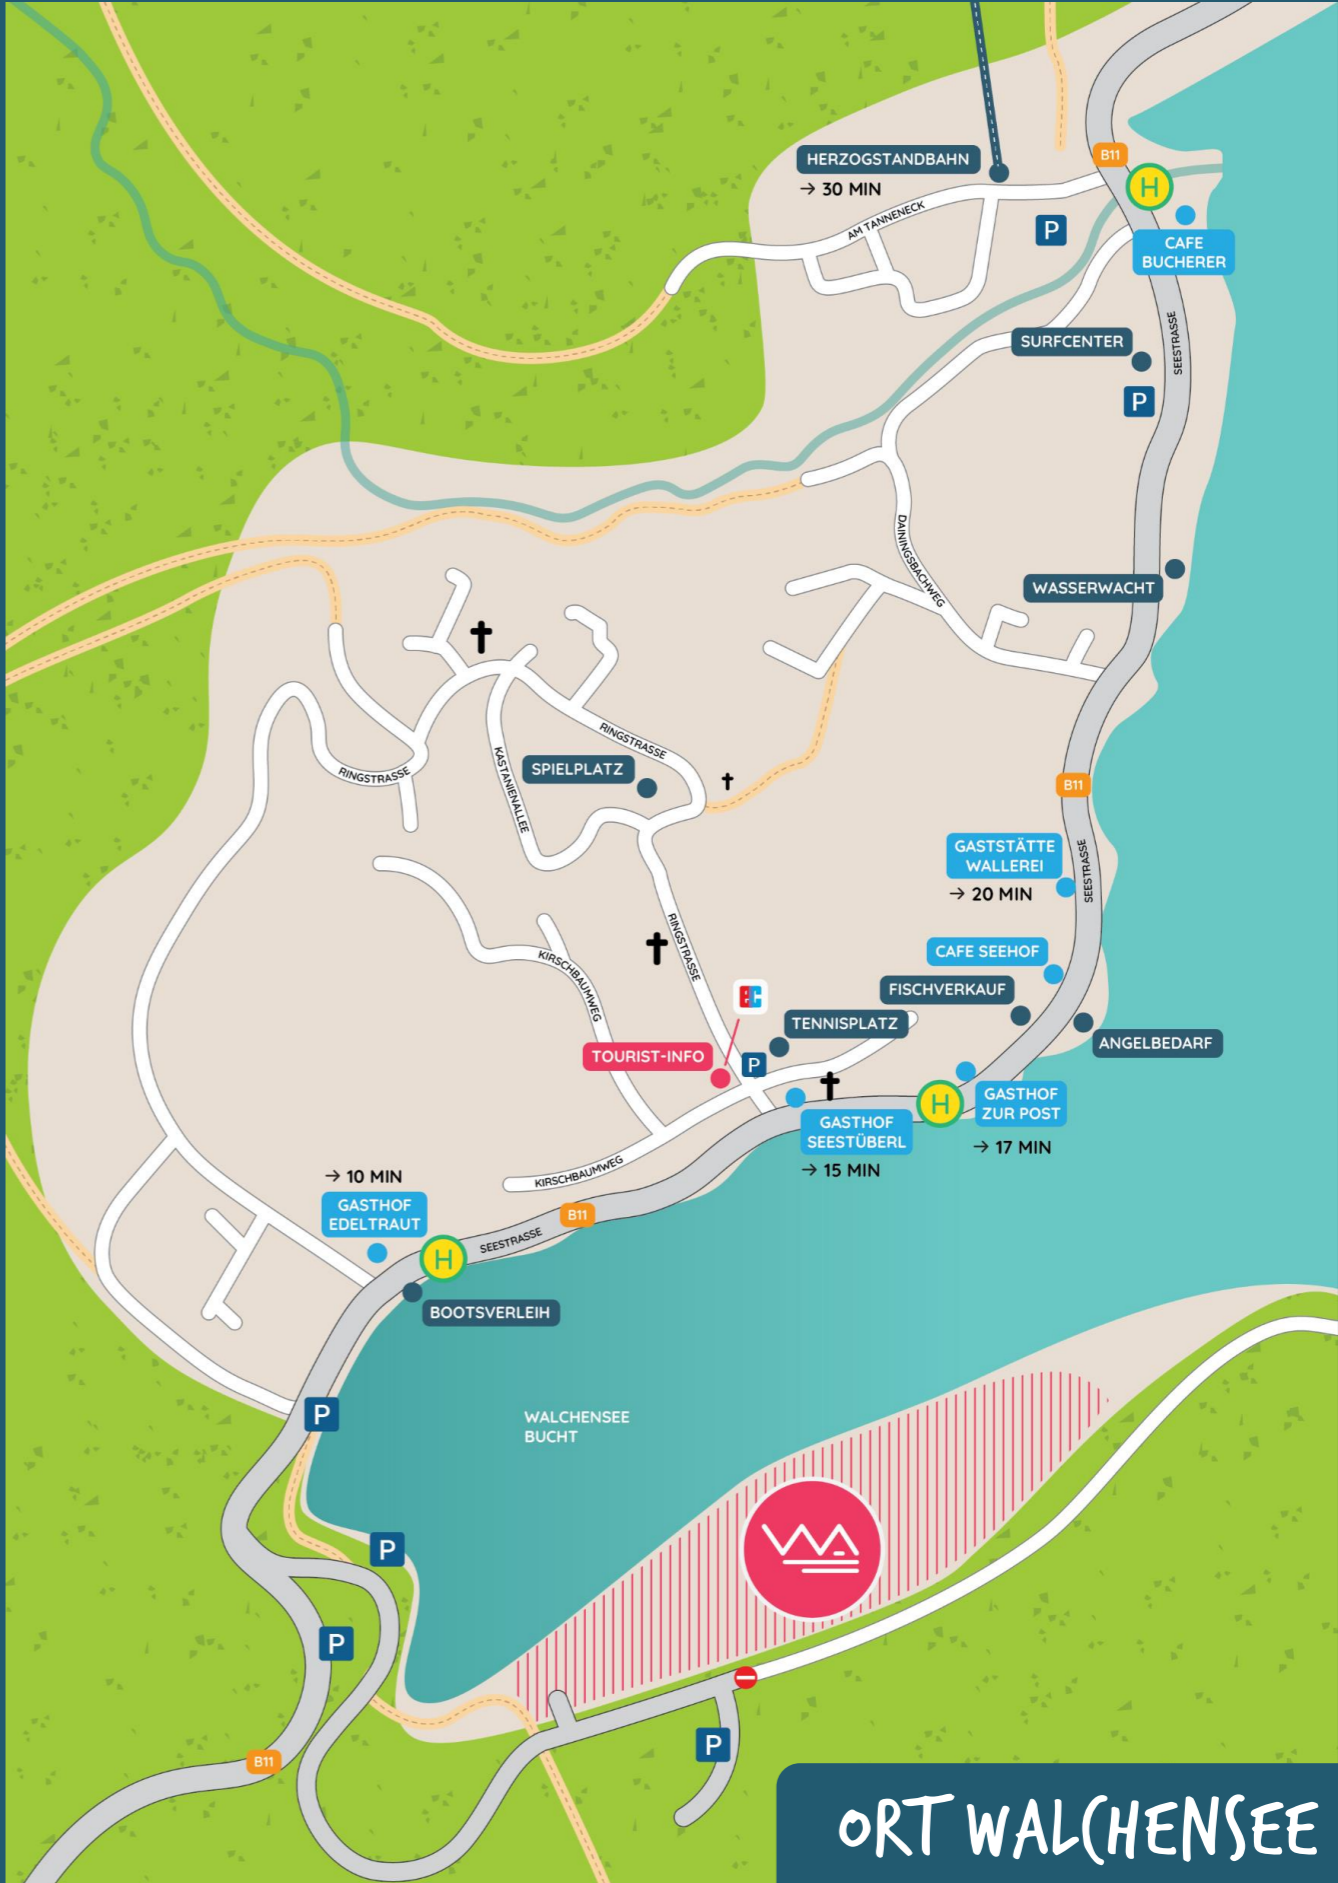 HERZOGSTANDBAHN
→ 30 MIN
B11
H
AM TANNENECK
P
CAFE
BUCHERER
SURFCENTER
SEESTRASSE
P
DAININGSBACHWEG
WASSERWACHT
RINGSTRASSE
KASTANIENALLEE
SPIELPLATZ
RINGSTRASSE
B11
GASTSTÄTTE
WALLEREI
→ 20 MIN
SEESTRASSE
RINGSTRASSE
KIRSCHBAUMWEG
CAFE SEEHOF
FISCHVERKAUF
EC
TENNISPLATZ
ANGELBEDARF
TOURIST-INFO
P
GASTHOF
ZUR POST
→ 17 MIN
H
GASTHOF
SEESTÜBERL
→ 15 MIN
KIRSCHBAUMWEG
→ 10 MIN
GASTHOF
EDELTRAUT
B11
SEESTRASSE
H
BOOTSVERLEIH
P
WALCHENSEE
BUCHT
P
P
P
B11
ORT WALCHENSEE